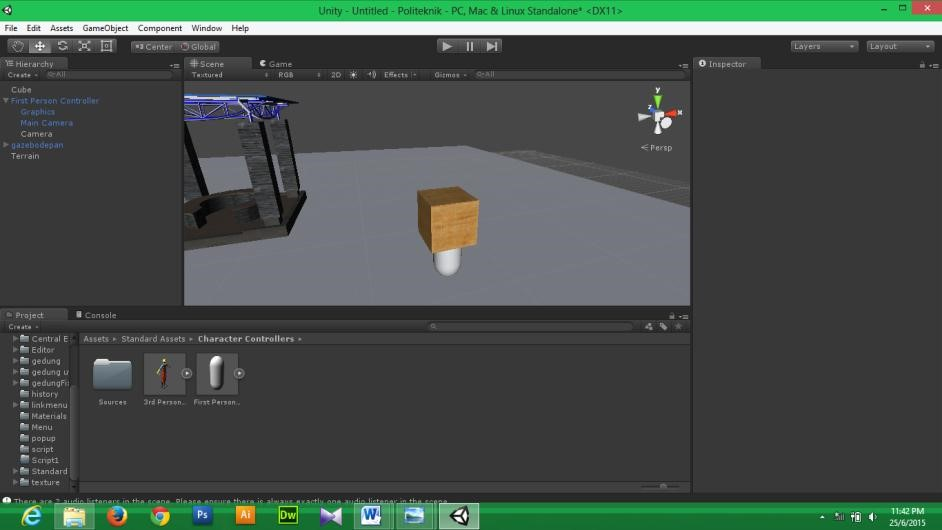 Unity - Untitled - Politeknik - PC, Mac & Linux Standalone* <DX11>
File Edit Assets GameObject Component Window Help
Center Global Layers Layout
Hierarchy Scene Game Inspector
Create All Textured RGB 2D Effects Gizmos All
Cube
First Person Controller
Graphics
Main Camera
Camera
gazebodepan
Terrain
y
x
z
Persp
Project Console
Create
Central E
Editor
gedung
gedung u
gedungFi
history
linkmenu
Materials
Menu
popup
script
Script1
Standard
texture
Assets Standard Assets Character Controllers
Sources 3rd Person... First Person...
There are 2 audio listeners in the scene. Please ensure there is always exactly one audio listener in the scene
Ps Ai Dw W
11:42 PM
25/6/2015